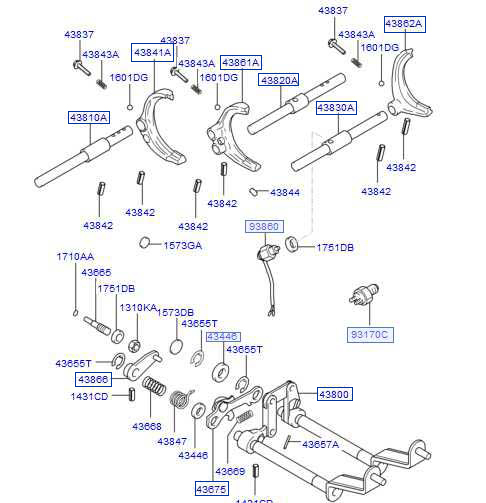 43837
43862A
43837
43843A
1601DG
43841A
43843A
43843A
43861A
1601DG
1601DG
43820A
43810A
43830A
43842
43842
43842
43842
43842
43842
43844
1573GA
93860
1751DB
1710AA
43665
1751DB
1310KA
1573DB
43655T
43446
93170C
43655T
43655T
43866
1431CD
43800
43668
43847
43446
43669
43657A
43675
1431CD